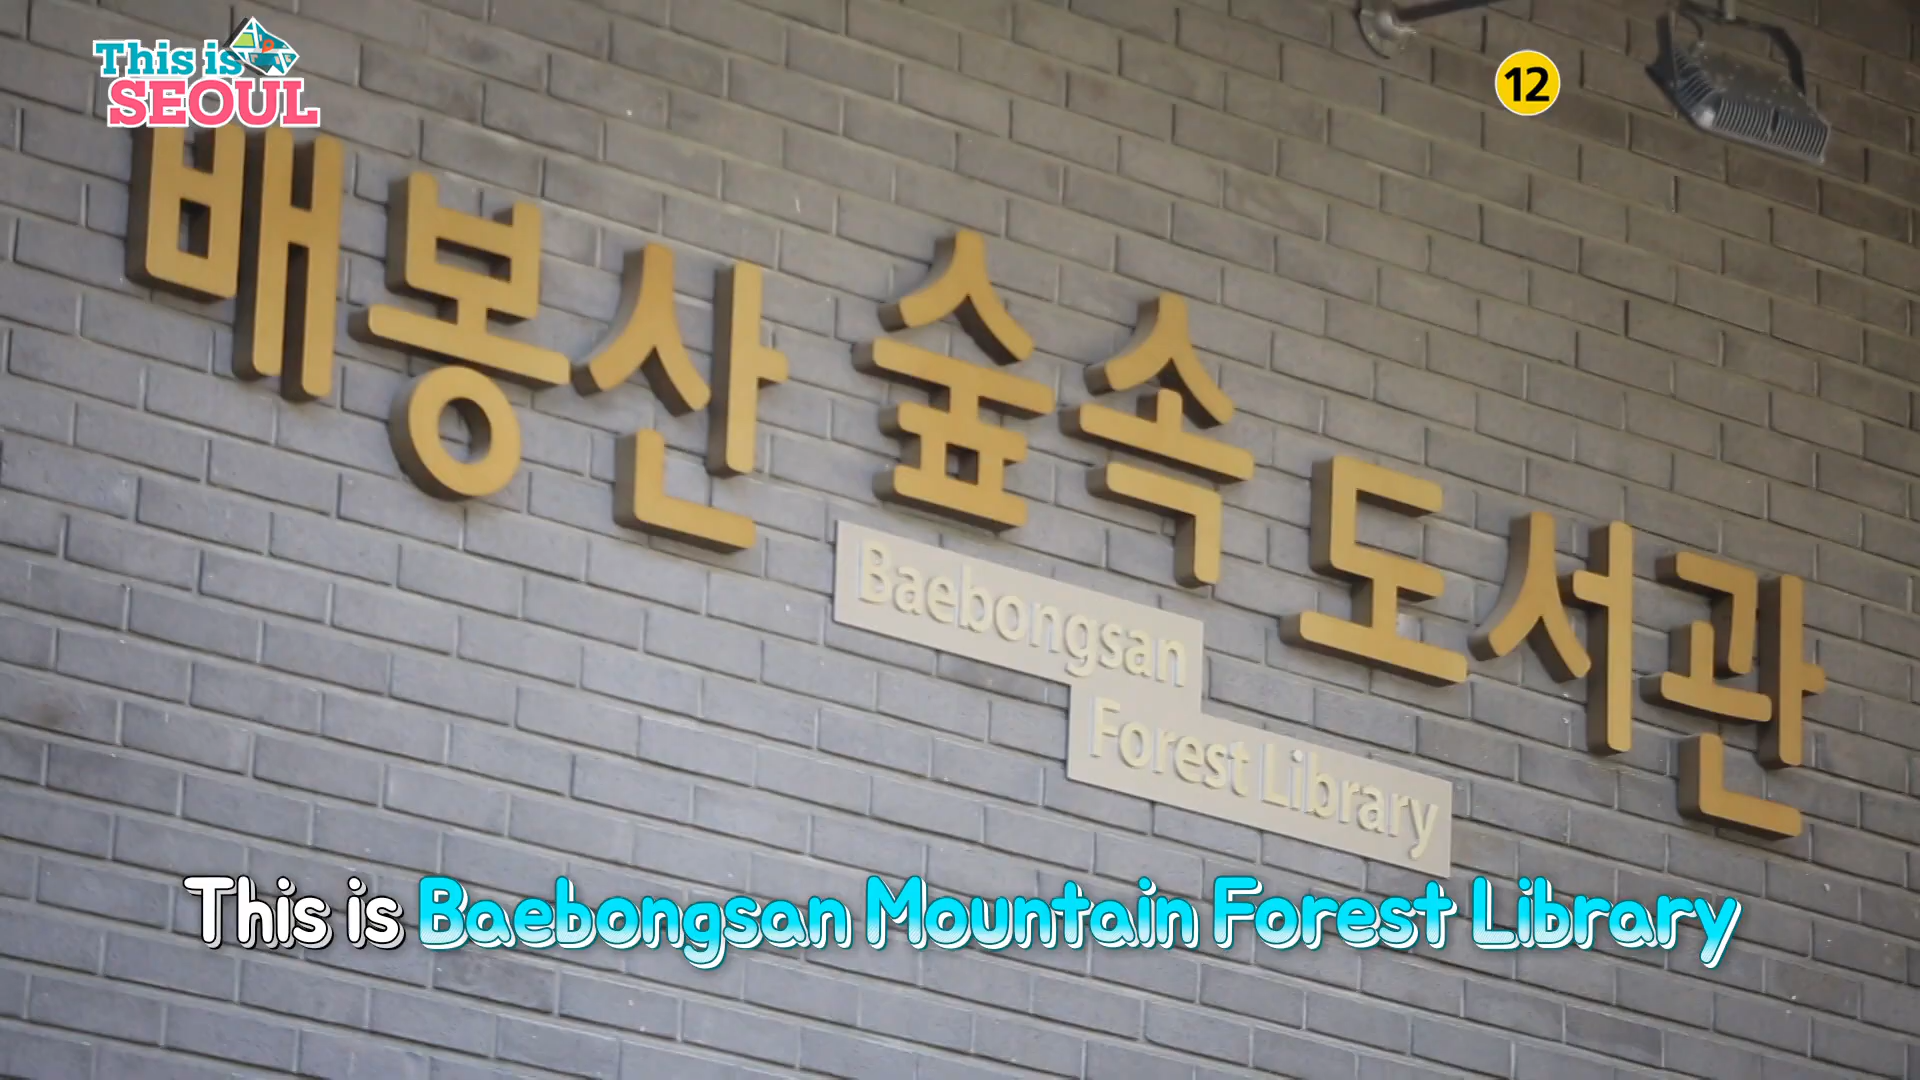 This is
SEOUL
12
배봉산 숲속 도서관
Baebongsan
Forest Library
This is Baebongsan Mountain Forest Library